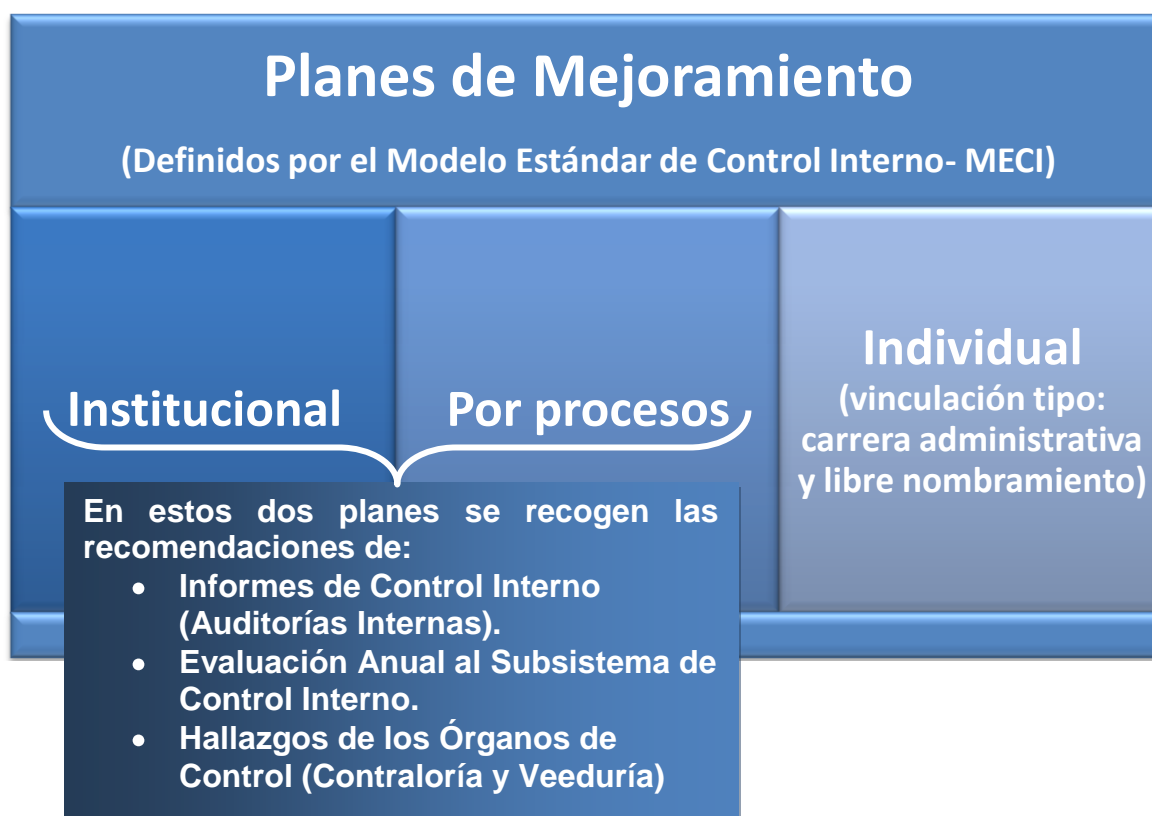 Planes de Mejoramiento
(Definidos por el Modelo Estándar de Control Interno- MECI)
Institucional
Por procesos
Individual
(vinculación tipo:
carrera administrativa
y libre nombramiento)
En estos dos planes se recogen las
recomendaciones de:
• Informes de Control Interno
(Auditorías Internas).
• Evaluación Anual al Subsistema de
Control Interno.
• Hallazgos de los Órganos de
Control (Contraloría y Veeduría)